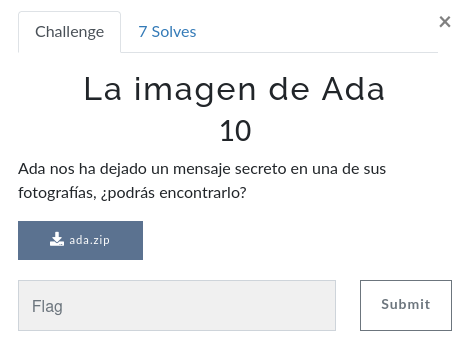 Challenge
7 Solves
×
La imagen de Ada
10
Ada nos ha dejado un mensaje secreto en una de sus
fotografías, ¿podrás encontrarlo?
ada.zip
Flag
Submit